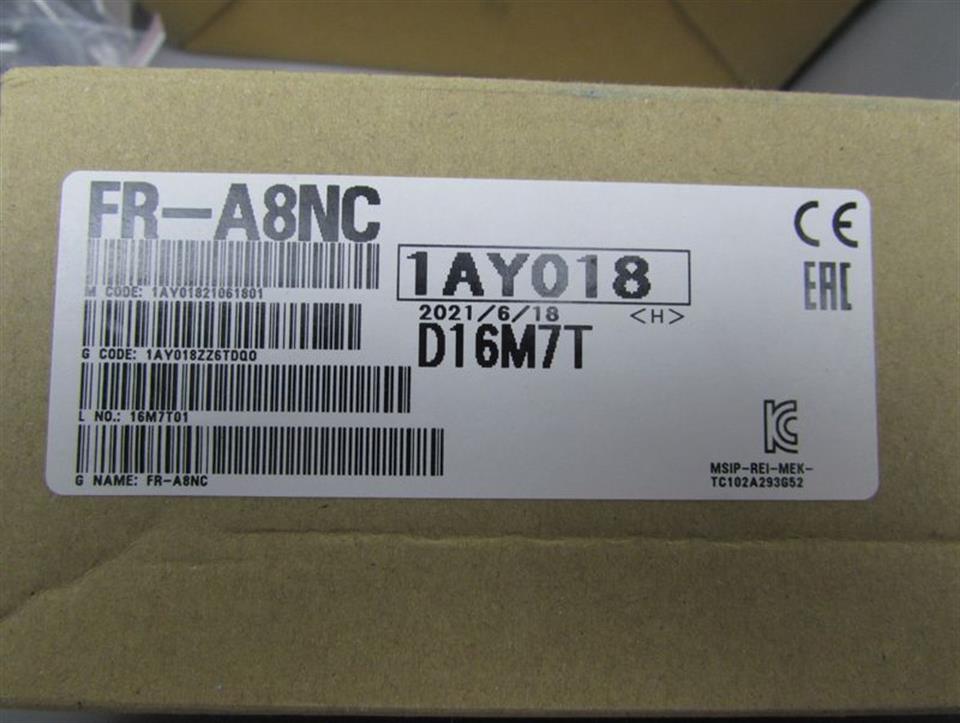 FR-A8NC
M CODE: 1AY01821061801
1AY018
2021/6/18 <H>
D16M7T
G CODE: 1AY018ZZ6TDQ0
L NO.: 16M7T01
G NAME: FR-A8NC
CE
EAC
KC
MSIP-REI-MEK-
TC102A293G52